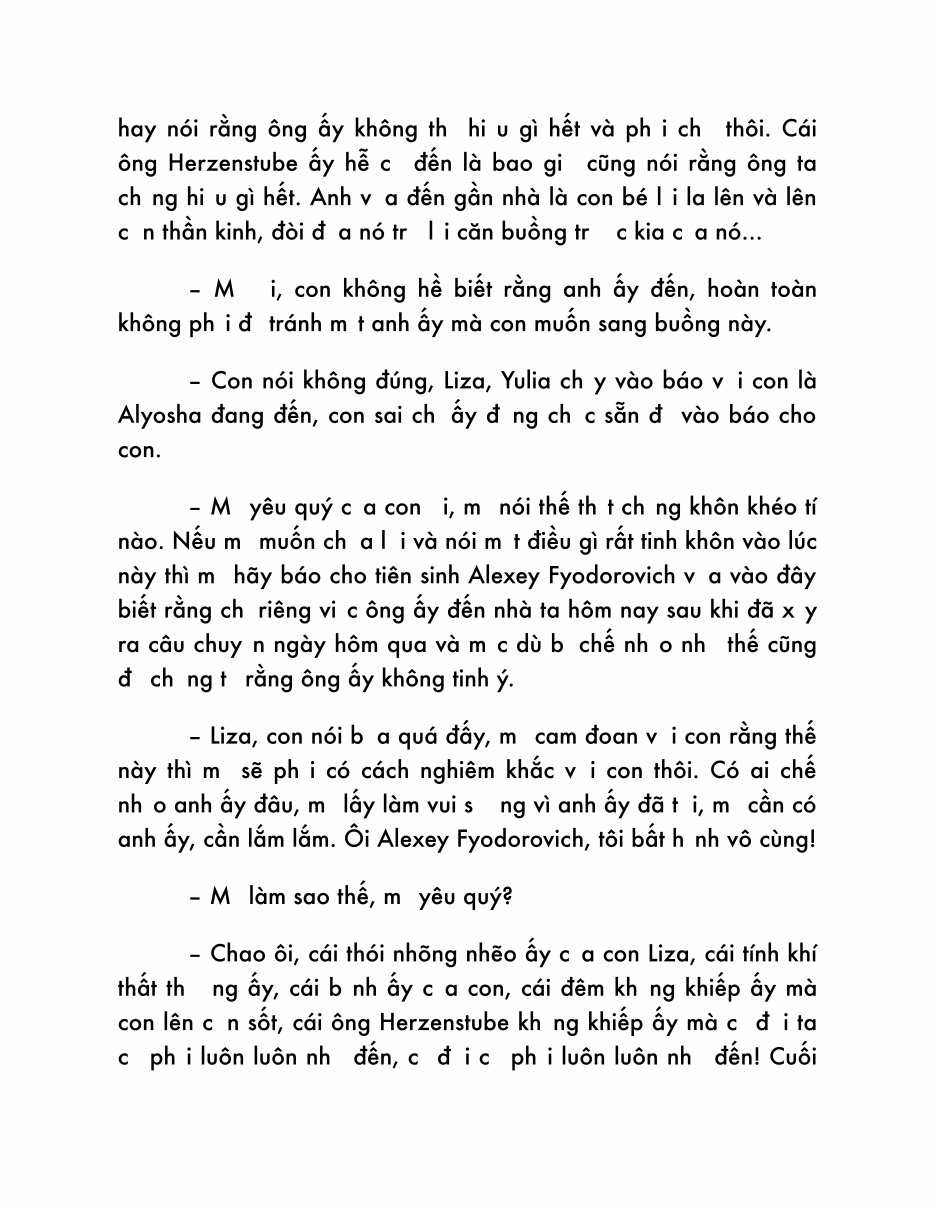 hay nói rằng ông ấy không th  hi u gì hết và ph i ch  thôi. Cái
ông Herzenstube ấy hễ c  đến là bao gi  cũng nói rằng ông ta
ch ng hi u gì hết. Anh v a đến gần nhà là con bé l i la lên và lên
c n thần kinh, đòi đ a nó tr  l i căn buồng tr  c kia c a nó...
– M  i, con không hề biết rằng anh ấy đến, hoàn toàn
không ph i đ  tránh m t anh ấy mà con muốn sang buồng này.
– Con nói không đúng, Liza, Yulia ch y vào báo v i con là
Alyosha đang đến, con sai ch  ấy đ ng ch c sẵn đ  vào báo cho
con.
– M  yêu quý c a con  i, m  nói thế th t ch ng khôn khéo tí
nào. Nếu m  muốn ch a l i và nói m t điều gì rất tinh khôn vào lúc
này thì m  hãy báo cho tiên sinh Alexey Fyodorovich v a vào đây
biết rằng ch  riêng vi c ông ấy đến nhà ta hôm nay sau khi đã x y
ra câu chuy n ngày hôm qua và m c dù b  chế nh o nh  thế cũng
đ  ch ng t  rằng ông ấy không tinh ý.
– Liza, con nói b a quá đấy, m  cam đoan v i con rằng thế
này thì m  sẽ ph i có cách nghiêm khắc v i con thôi. Có ai chế
nh o anh ấy đâu, m  lấy làm vui s  ng vì anh ấy đã t i, m  cần có
anh ấy, cần lắm lắm. Ôi Alexey Fyodorovich, tôi bất h nh vô cùng!
– M  làm sao thế, m  yêu quý?
– Chao ôi, cái thói nhõng nhẽo ấy c a con Liza, cái tính khí
thất th  ng ấy, cái b nh ấy c a con, cái đêm kh ng khiếp ấy mà
con lên c n sốt, cái ông Herzenstube kh ng khiếp ấy mà c  đ i ta
c  ph i luôn luôn nh  đến, c  đ i c  ph i luôn luôn nh  đến! Cuối